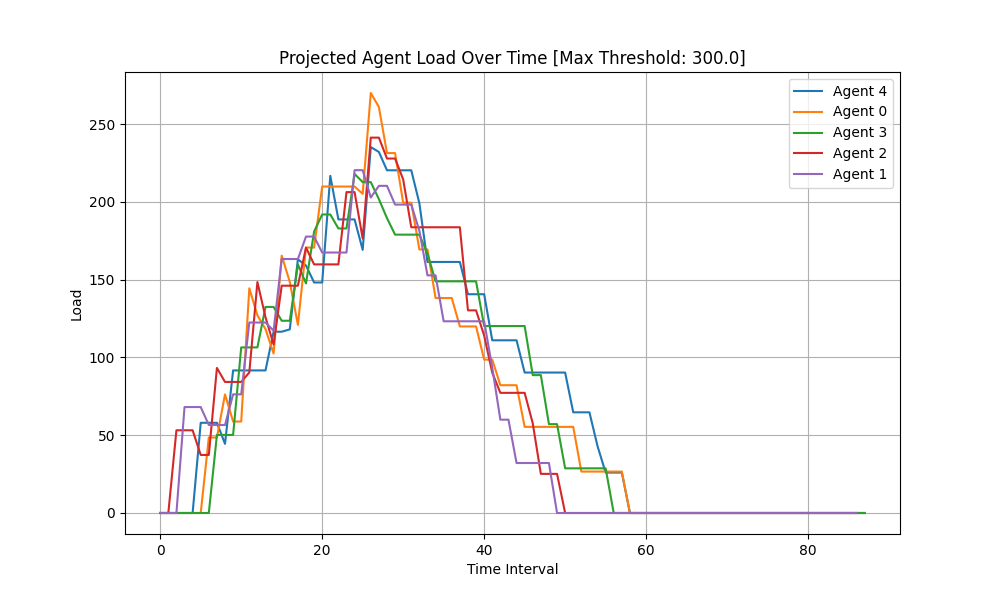 Projected Agent Load Over Time [Max Threshold: 300.0]
Load
250
200
150
100
50
0
0 20 40 60 80
Time Interval
Agent 4
Agent 0
Agent 3
Agent 2
Agent 1